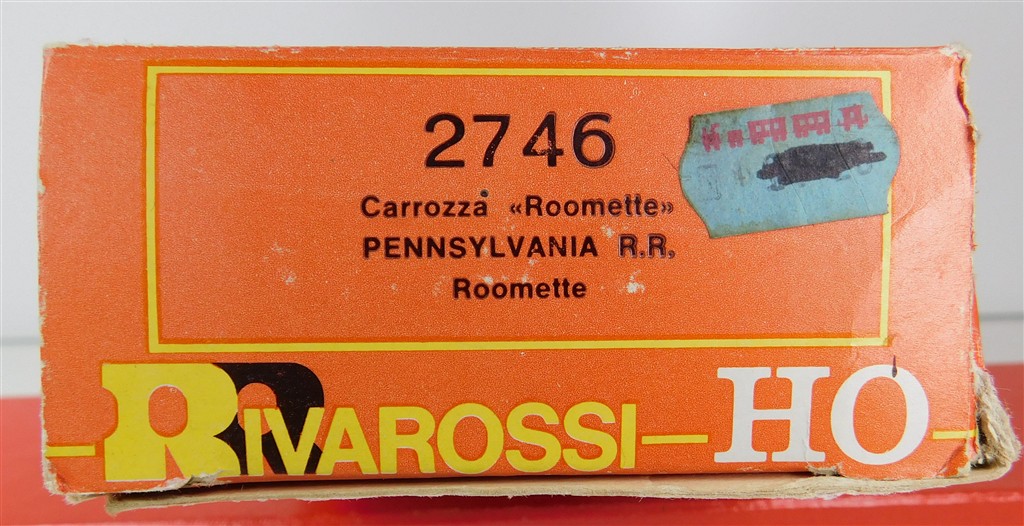 2746
Carrozza «Roomette»
PENNSYLVANIA R.R.
Roomette
RIVAROSSI HO